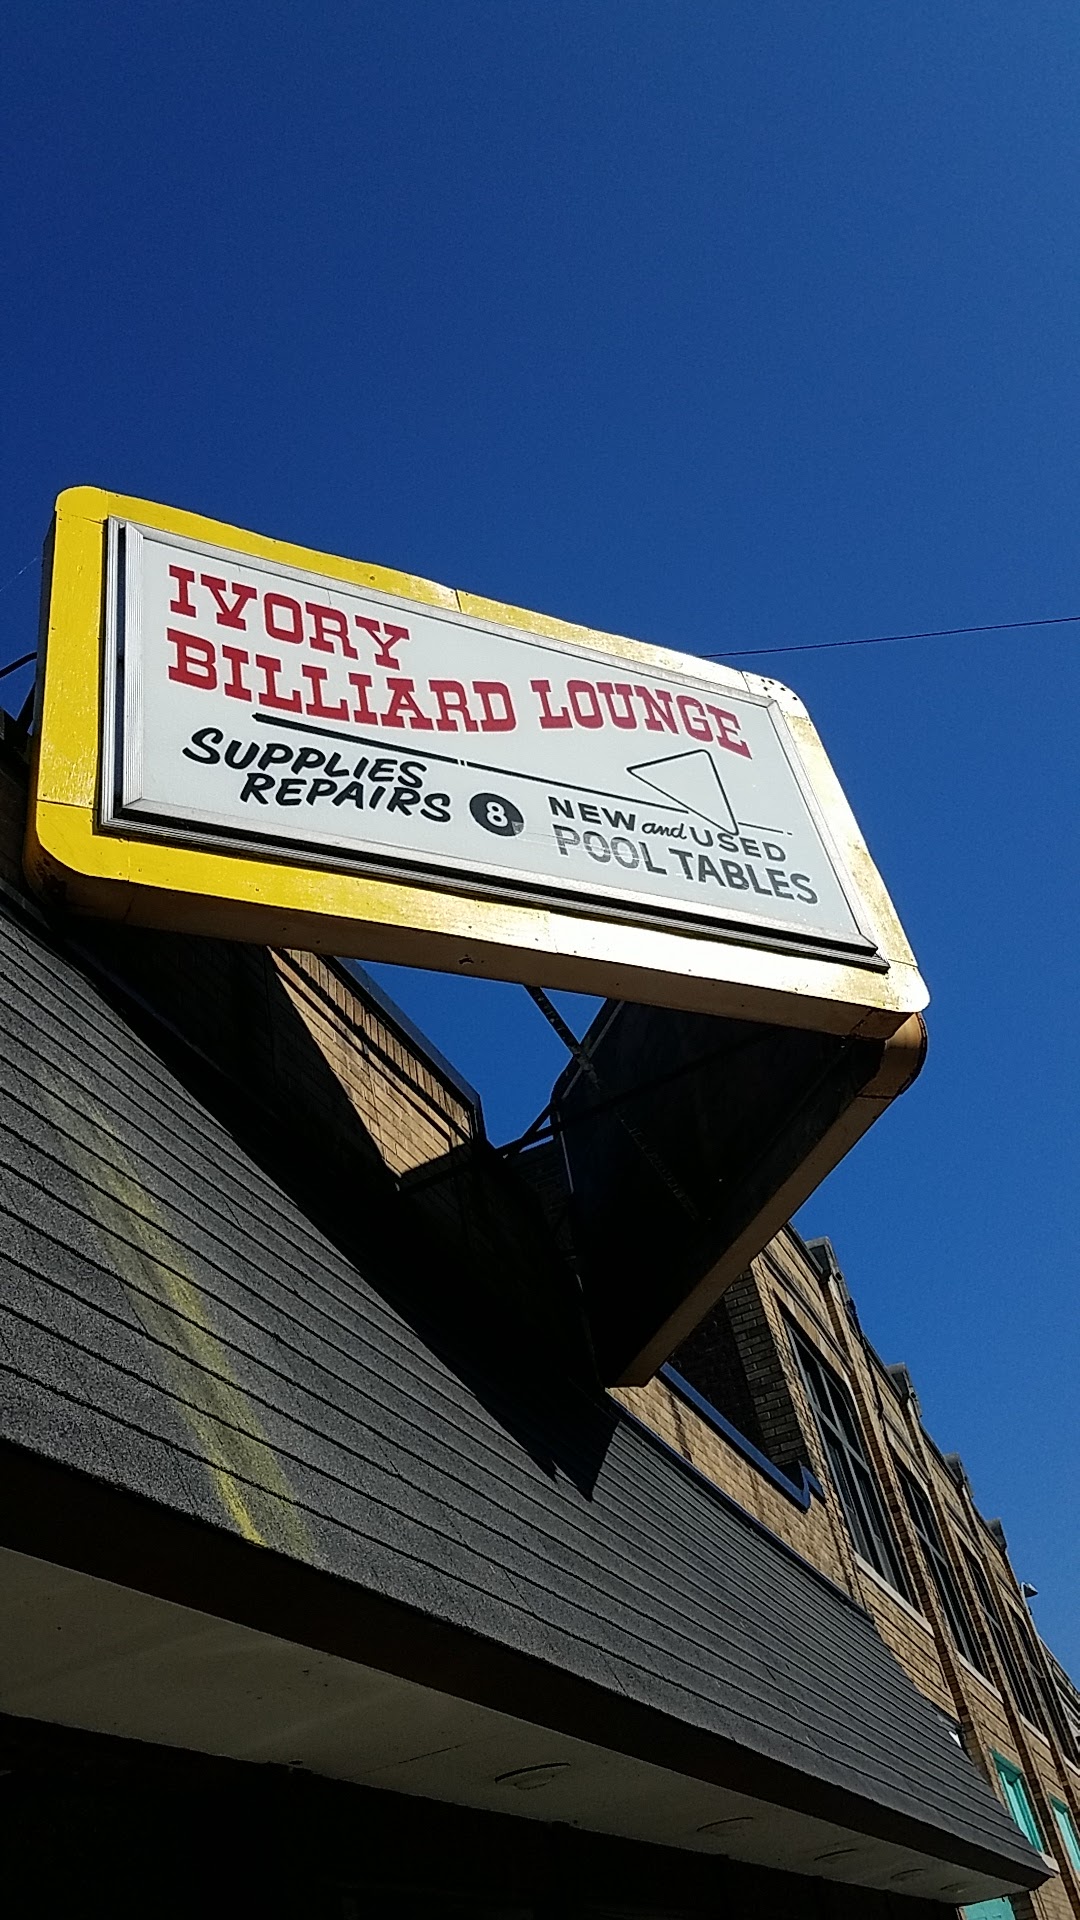 IVORY
BILLIARD LOUNGE
SUPPLIES
REPAIRS
8
NEW and USED
POOL TABLES